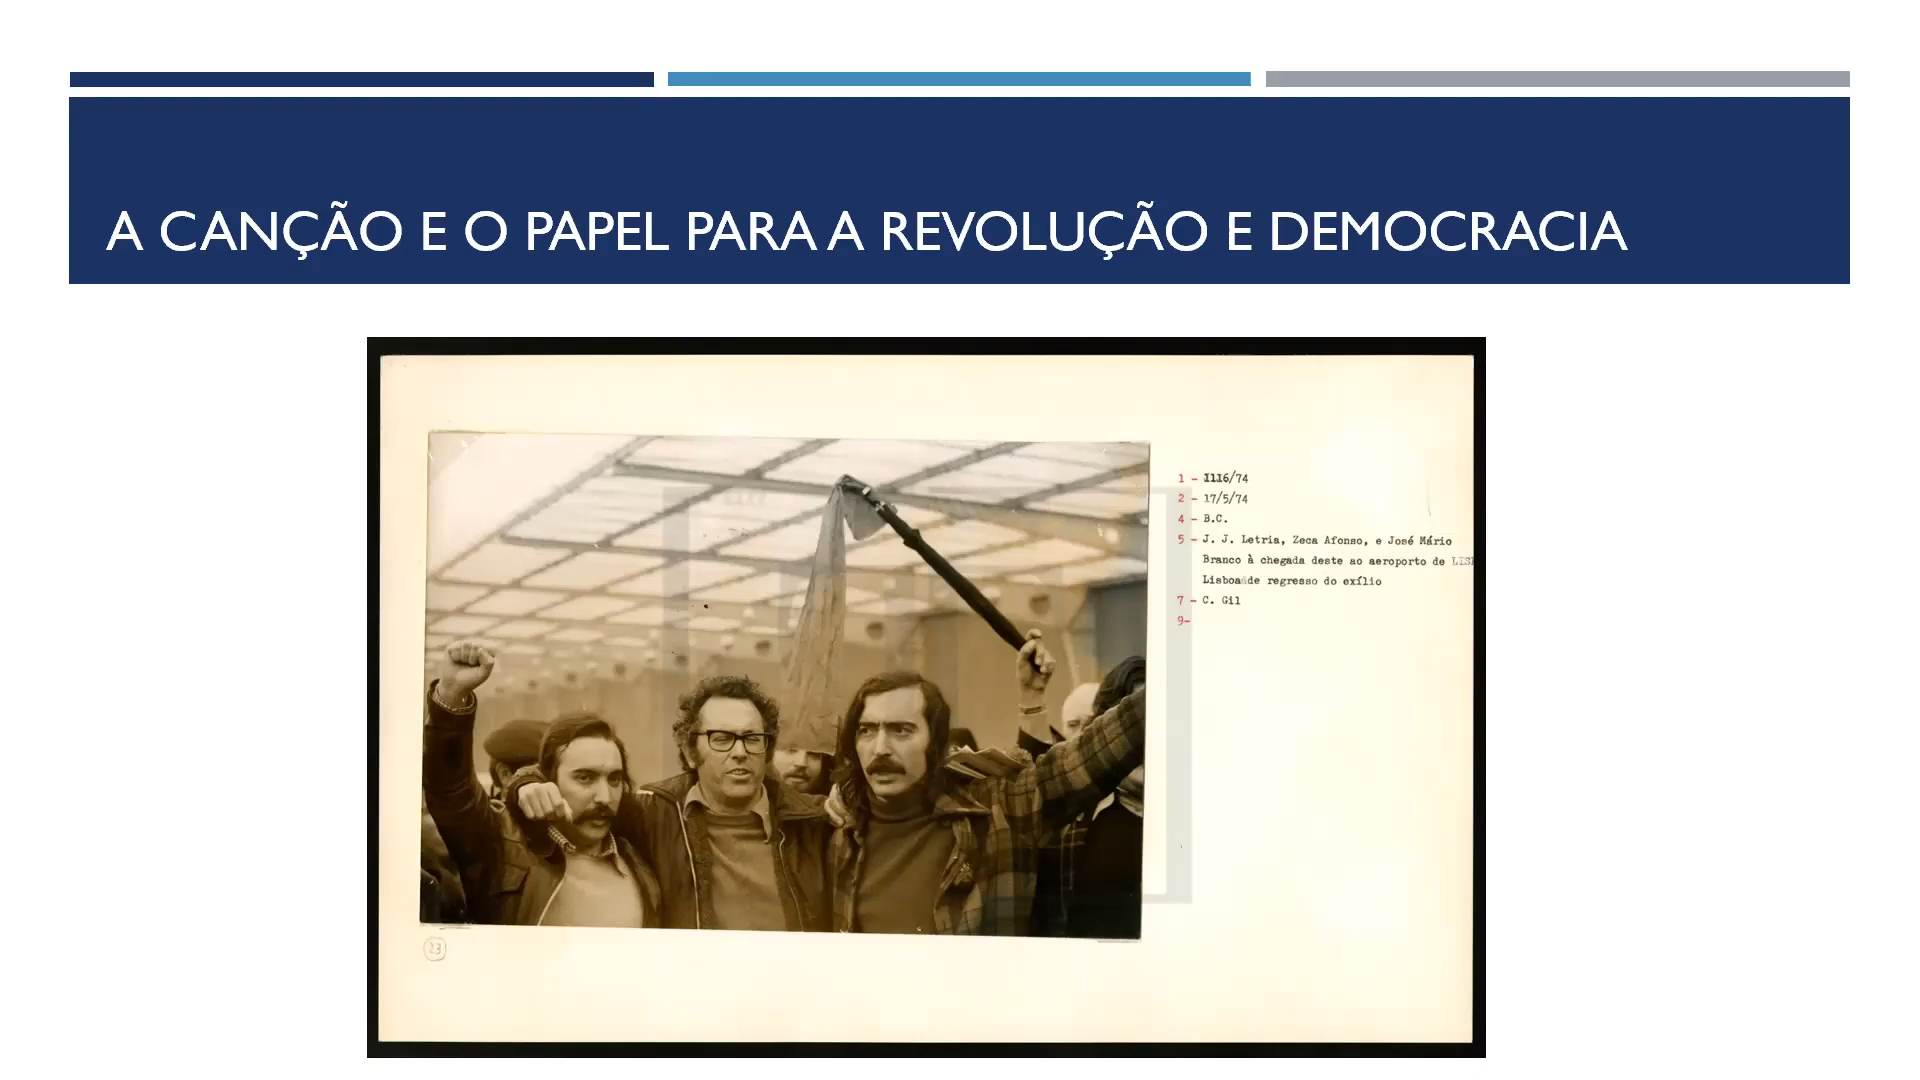 A CANÇÃO E O PAPEL PARA A REVOLUÇÃO E DEMOCRACIA
1 - 1116/74
2 - 17/5/74
4 - B.C.
5 - J. J. Letria, Zeca Afonso, e José Mário
Branco à chegada deste ao aeroporto de
Lisboa de regresso do exílio
7 - C. Gil
9-
23